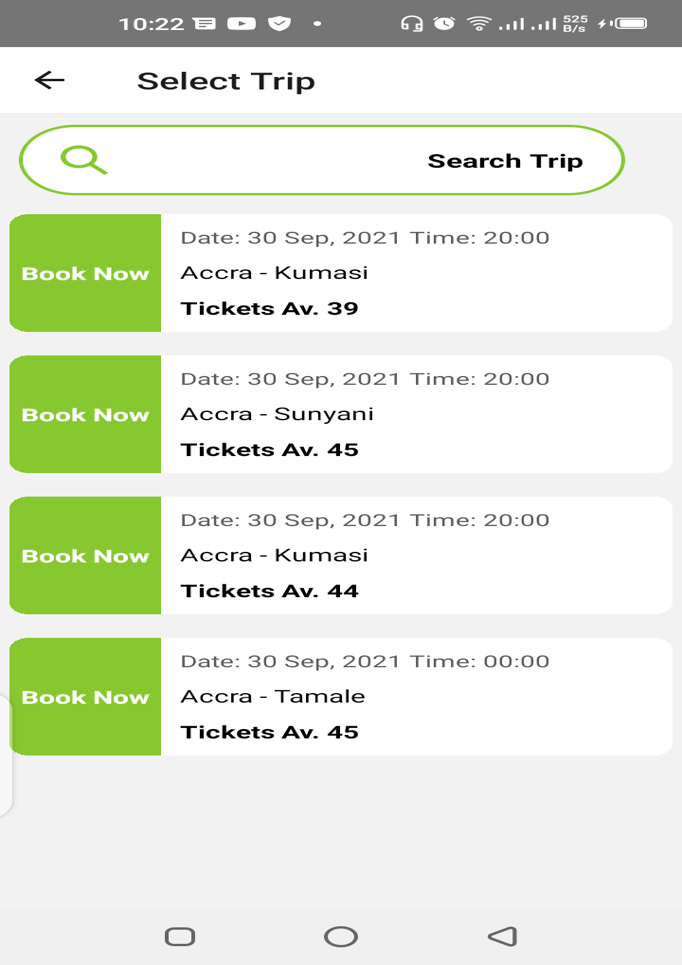 10:22 525 B/s
Select Trip
Search Trip
Book Now
Date: 30 Sep, 2021 Time: 20:00
Accra - Kumasi
Tickets Av. 39
Book Now
Date: 30 Sep, 2021 Time: 20:00
Accra - Sunyani
Tickets Av. 45
Book Now
Date: 30 Sep, 2021 Time: 20:00
Accra - Kumasi
Tickets Av. 44
Book Now
Date: 30 Sep, 2021 Time: 00:00
Accra - Tamale
Tickets Av. 45